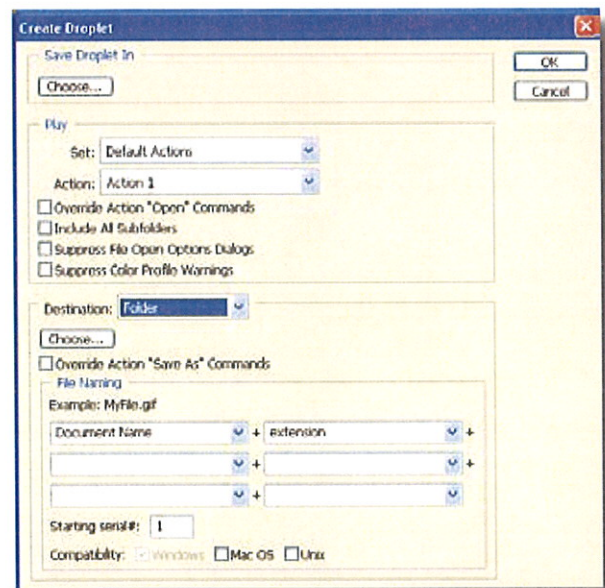 Create Droplet
Save Droplet In
Choose...
OK
Cancel
Play
Set: Default Actions
Action: Action 1
Override Action "Open" Commands
Include All Subfolders
Suppress File Open Options Dialogs
Suppress Color Profile Warnings
Destination: Folder
Choose...
Override Action "Save As" Commands
File Naming
Example: MyFile.gif
Document Name + extension +
+ +
+
Starting serial#: 1
Compatibility: Windows Mac OS Unix